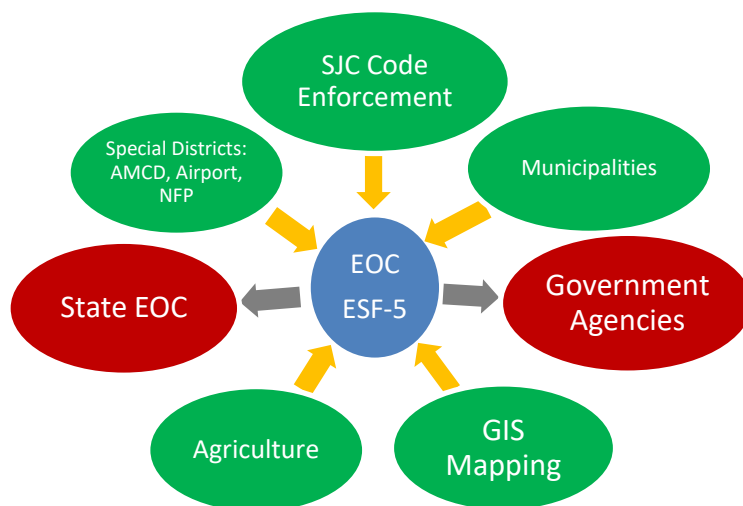 SJC Code
Enforcement
Special Districts:
AMCD, Airport,
NFP
Municipalities
EOC
ESF-5
State EOC
Government
Agencies
Agriculture
GIS
Mapping